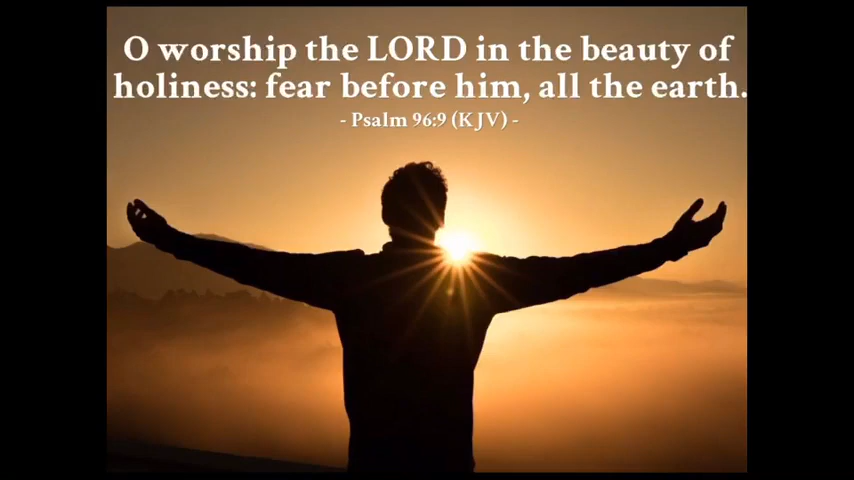 O worship the LORD in the beauty of
holiness: fear before him, all the earth.
- Psalm 96:9 (KJV) -